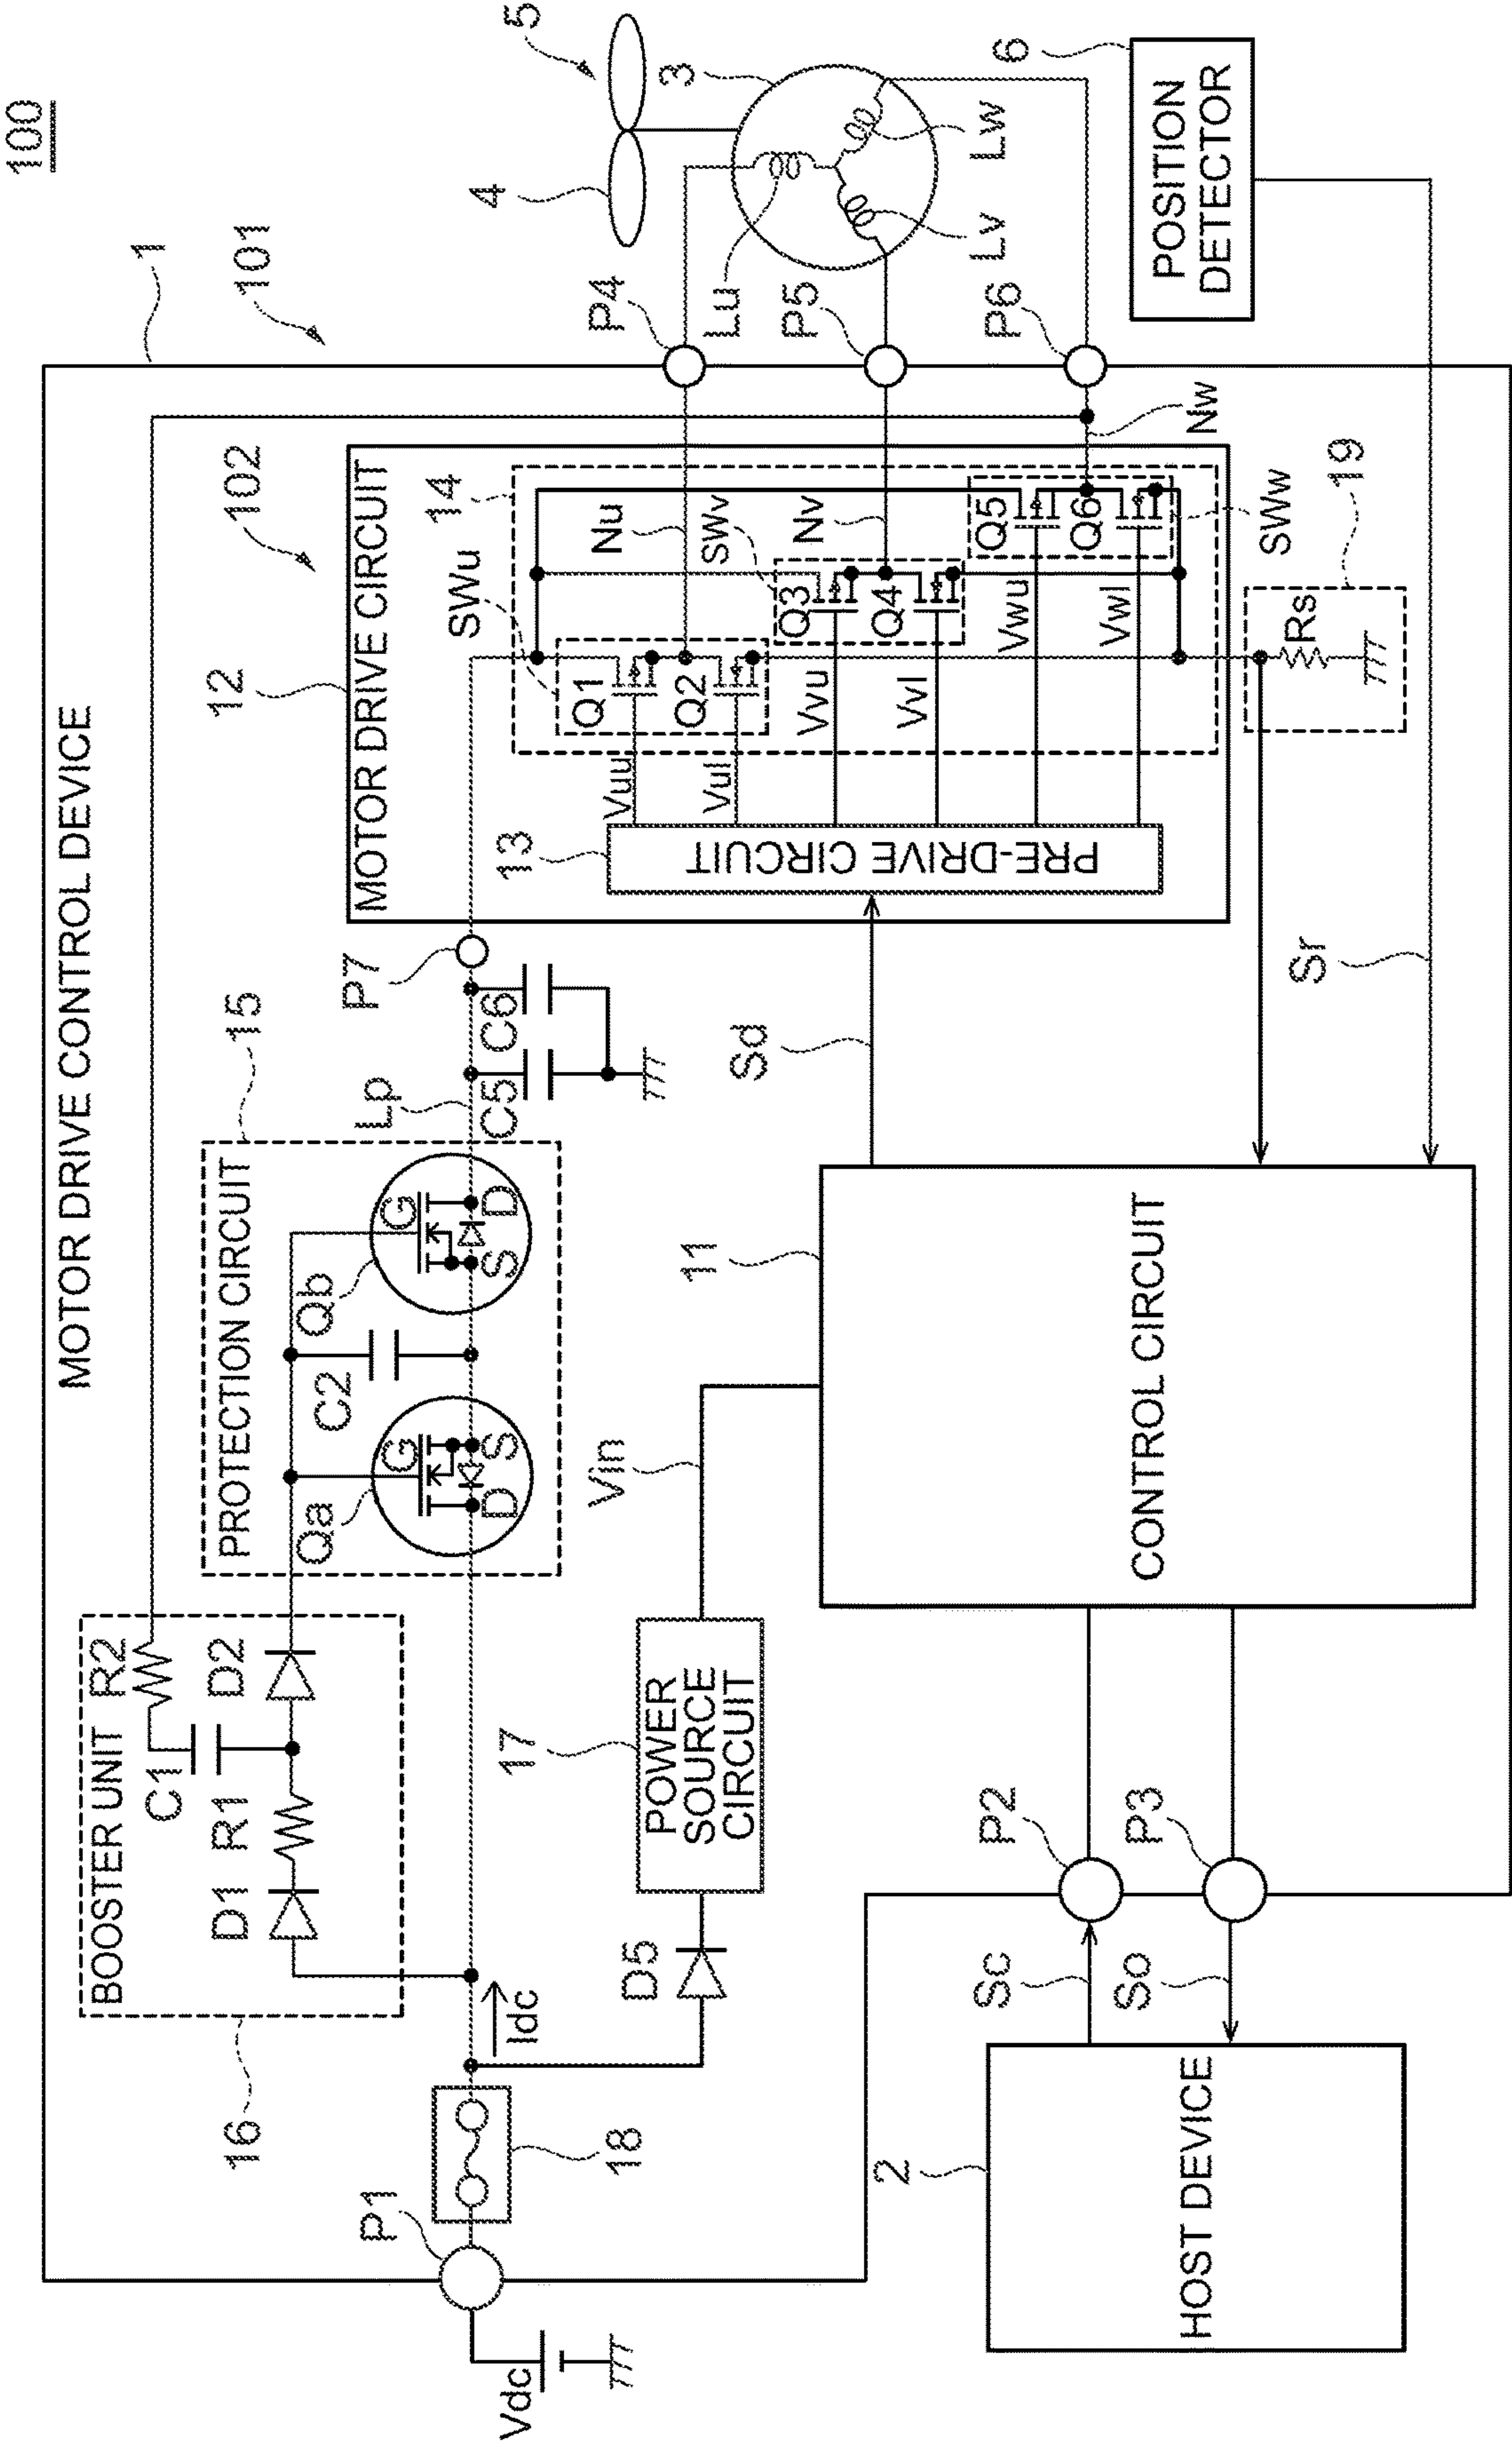 100
101
102
1
MOTOR DRIVE CONTROL DEVICE
16
BOOSTER UNIT
D1
R1
C1
R2
D2
15
PROTECTION CIRCUIT
Qa
G
D
S
C2
Qb
G
S
D
Lp
C5
C6
P7
12
MOTOR DRIVE CIRCUIT
13
PRE-DRIVE CIRCUIT
14
SWu
Q1
Q2
Nu
SWv
Q3
Q4
Nv
Q5
Q6
SWw
Nw
Vuu
Vul
Vvu
Vvl
Vwu
Vwl
19
Rs
P4
P5
P6
Lu
Lv
Lw
3
4
5
6
POSITION
DETECTOR
Vdc
P1
18
Idc
D5
17
POWER
SOURCE
CIRCUIT
Vin
11
CONTROL CIRCUIT
Sd
Sr
2
HOST DEVICE
Sc
So
P2
P3